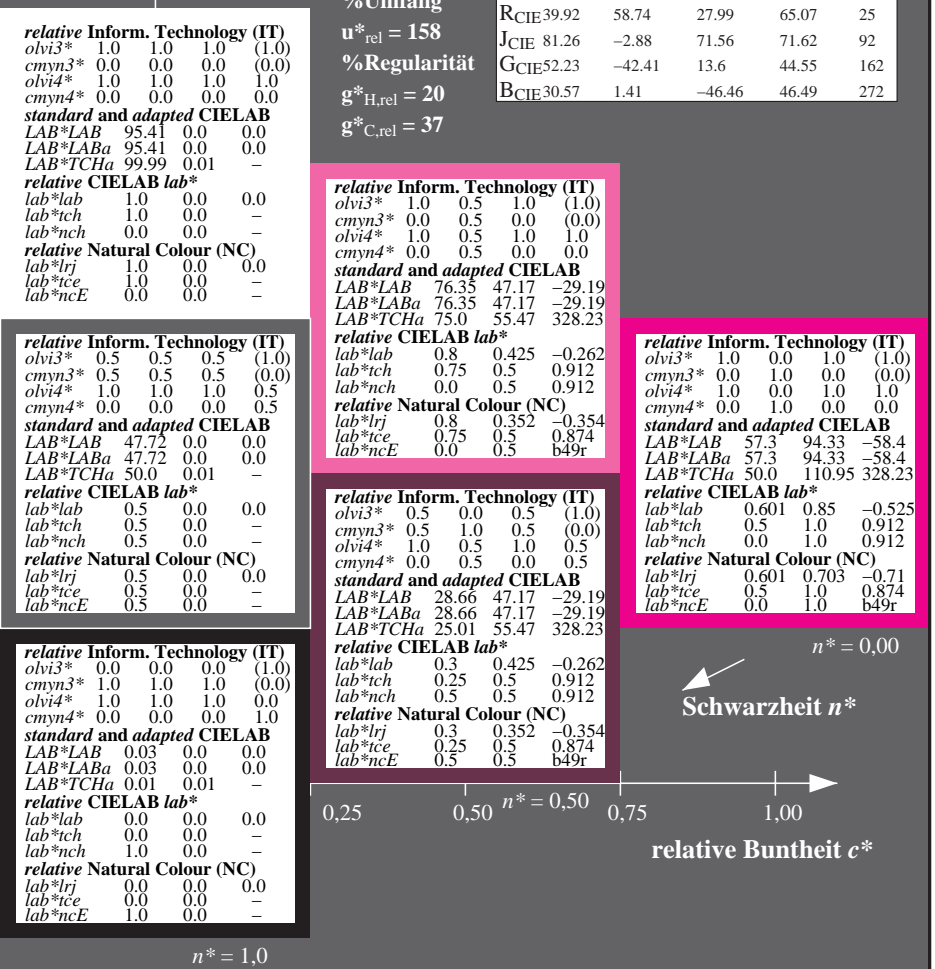 %Umfang
u*rel = 158
%Regularität
g*H,rel = 20
g*C,rel = 37
RCIE 39.92 58.74 27.99 65.07 25
JCIE 81.26 −2.88 71.56 71.62 92
GCIE 52.23 −42.41 13.6 44.55 162
BCIE 30.57 1.41 −46.46 46.49 272
relative Inform. Technology (IT)
olvi3* 1.0 1.0 1.0 (1.0)
cmyn3* 0.0 0.0 0.0 (0.0)
olvi4* 1.0 1.0 1.0 1.0
cmyn4* 0.0 0.0 0.0 0.0
standard and adapted CIELAB
LAB*LAB 95.41 0.0 0.0
LAB*LABa 95.41 0.0 0.0
LAB*TCHa 99.99 0.01 –
relative CIELAB lab*
lab*lab 1.0 0.0 0.0
lab*tch 1.0 0.0 –
lab*nch 0.0 0.0 –
relative Natural Colour (NC)
lab*lrj 1.0 0.0 0.0
lab*tce 1.0 0.0 –
lab*ncE 0.0 0.0 –
relative Inform. Technology (IT)
olvi3* 1.0 0.5 1.0 (1.0)
cmyn3* 0.0 0.5 0.0 (0.0)
olvi4* 1.0 0.5 1.0 1.0
cmyn4* 0.0 0.5 0.0 0.0
standard and adapted CIELAB
LAB*LAB 76.35 47.17 −29.19
LAB*LABa 76.35 47.17 −29.19
LAB*TCHa 75.0 55.47 328.23
relative CIELAB lab*
lab*lab 0.8 0.425 −0.262
lab*tch 0.75 0.5 0.912
lab*nch 0.0 0.5 0.912
relative Natural Colour (NC)
lab*lrj 0.8 0.352 −0.354
lab*tce 0.75 0.5 0.874
lab*ncE 0.0 0.5 b49r
relative Inform. Technology (IT)
olvi3* 0.5 0.5 0.5 (1.0)
cmyn3* 0.5 0.5 0.5 (0.0)
olvi4* 1.0 1.0 1.0 0.5
cmyn4* 0.0 0.0 0.0 0.5
standard and adapted CIELAB
LAB*LAB 47.72 0.0 0.0
LAB*LABa 47.72 0.0 0.0
LAB*TCHa 50.0 0.01 –
relative CIELAB lab*
lab*lab 0.5 0.0 0.0
lab*tch 0.5 0.0 –
lab*nch 0.5 0.0 –
relative Natural Colour (NC)
lab*lrj 0.5 0.0 0.0
lab*tce 0.5 0.0 –
lab*ncE 0.5 0.0 –
relative Inform. Technology (IT)
olvi3* 1.0 0.0 1.0 (1.0)
cmyn3* 0.0 1.0 0.0 (0.0)
olvi4* 1.0 0.0 1.0 1.0
cmyn4* 0.0 1.0 0.0 0.0
standard and adapted CIELAB
LAB*LAB 57.3 94.33 −58.4
LAB*LABa 57.3 94.33 −58.4
LAB*TCHa 50.0 110.95 328.23
relative CIELAB lab*
lab*lab 0.601 0.85 −0.525
lab*tch 0.5 1.0 0.912
lab*nch 0.0 1.0 0.912
relative Natural Colour (NC)
lab*lrj 0.601 0.703 −0.71
lab*tce 0.5 1.0 0.874
lab*ncE 0.0 1.0 b49r
relative Inform. Technology (IT)
olvi3* 0.5 0.0 0.5 (1.0)
cmyn3* 0.5 1.0 0.5 (0.0)
olvi4* 1.0 0.5 1.0 0.5
cmyn4* 0.0 0.5 0.0 0.5
standard and adapted CIELAB
LAB*LAB 28.66 47.17 −29.19
LAB*LABa 28.66 47.17 −29.19
LAB*TCHa 25.01 55.47 328.23
relative CIELAB lab*
lab*lab 0.3 0.425 −0.262
lab*tch 0.25 0.5 0.912
lab*nch 0.5 0.5 0.912
relative Natural Colour (NC)
lab*lrj 0.3 0.352 −0.354
lab*tce 0.25 0.5 0.874
lab*ncE 0.5 0.5 b49r
relative Inform. Technology (IT)
olvi3* 0.0 0.0 0.0 (1.0)
cmyn3* 1.0 1.0 1.0 (0.0)
olvi4* 1.0 1.0 1.0 0.0
cmyn4* 0.0 0.0 0.0 1.0
standard and adapted CIELAB
LAB*LAB 0.03 0.0 0.0
LAB*LABa 0.03 0.0 0.0
LAB*TCHa 0.01 0.01 –
relative CIELAB lab*
lab*lab 0.0 0.0 0.0
lab*tch 0.0 0.0 –
lab*nch 1.0 0.0 –
relative Natural Colour (NC)
lab*lrj 0.0 0.0 0.0
lab*tce 0.0 0.0 –
lab*ncE 1.0 0.0 –
n* = 0,00
Schwarzheit n*
n* = 0,50
0,25 0,50 0,75 1,00
relative Buntheit c*
n* = 1,0